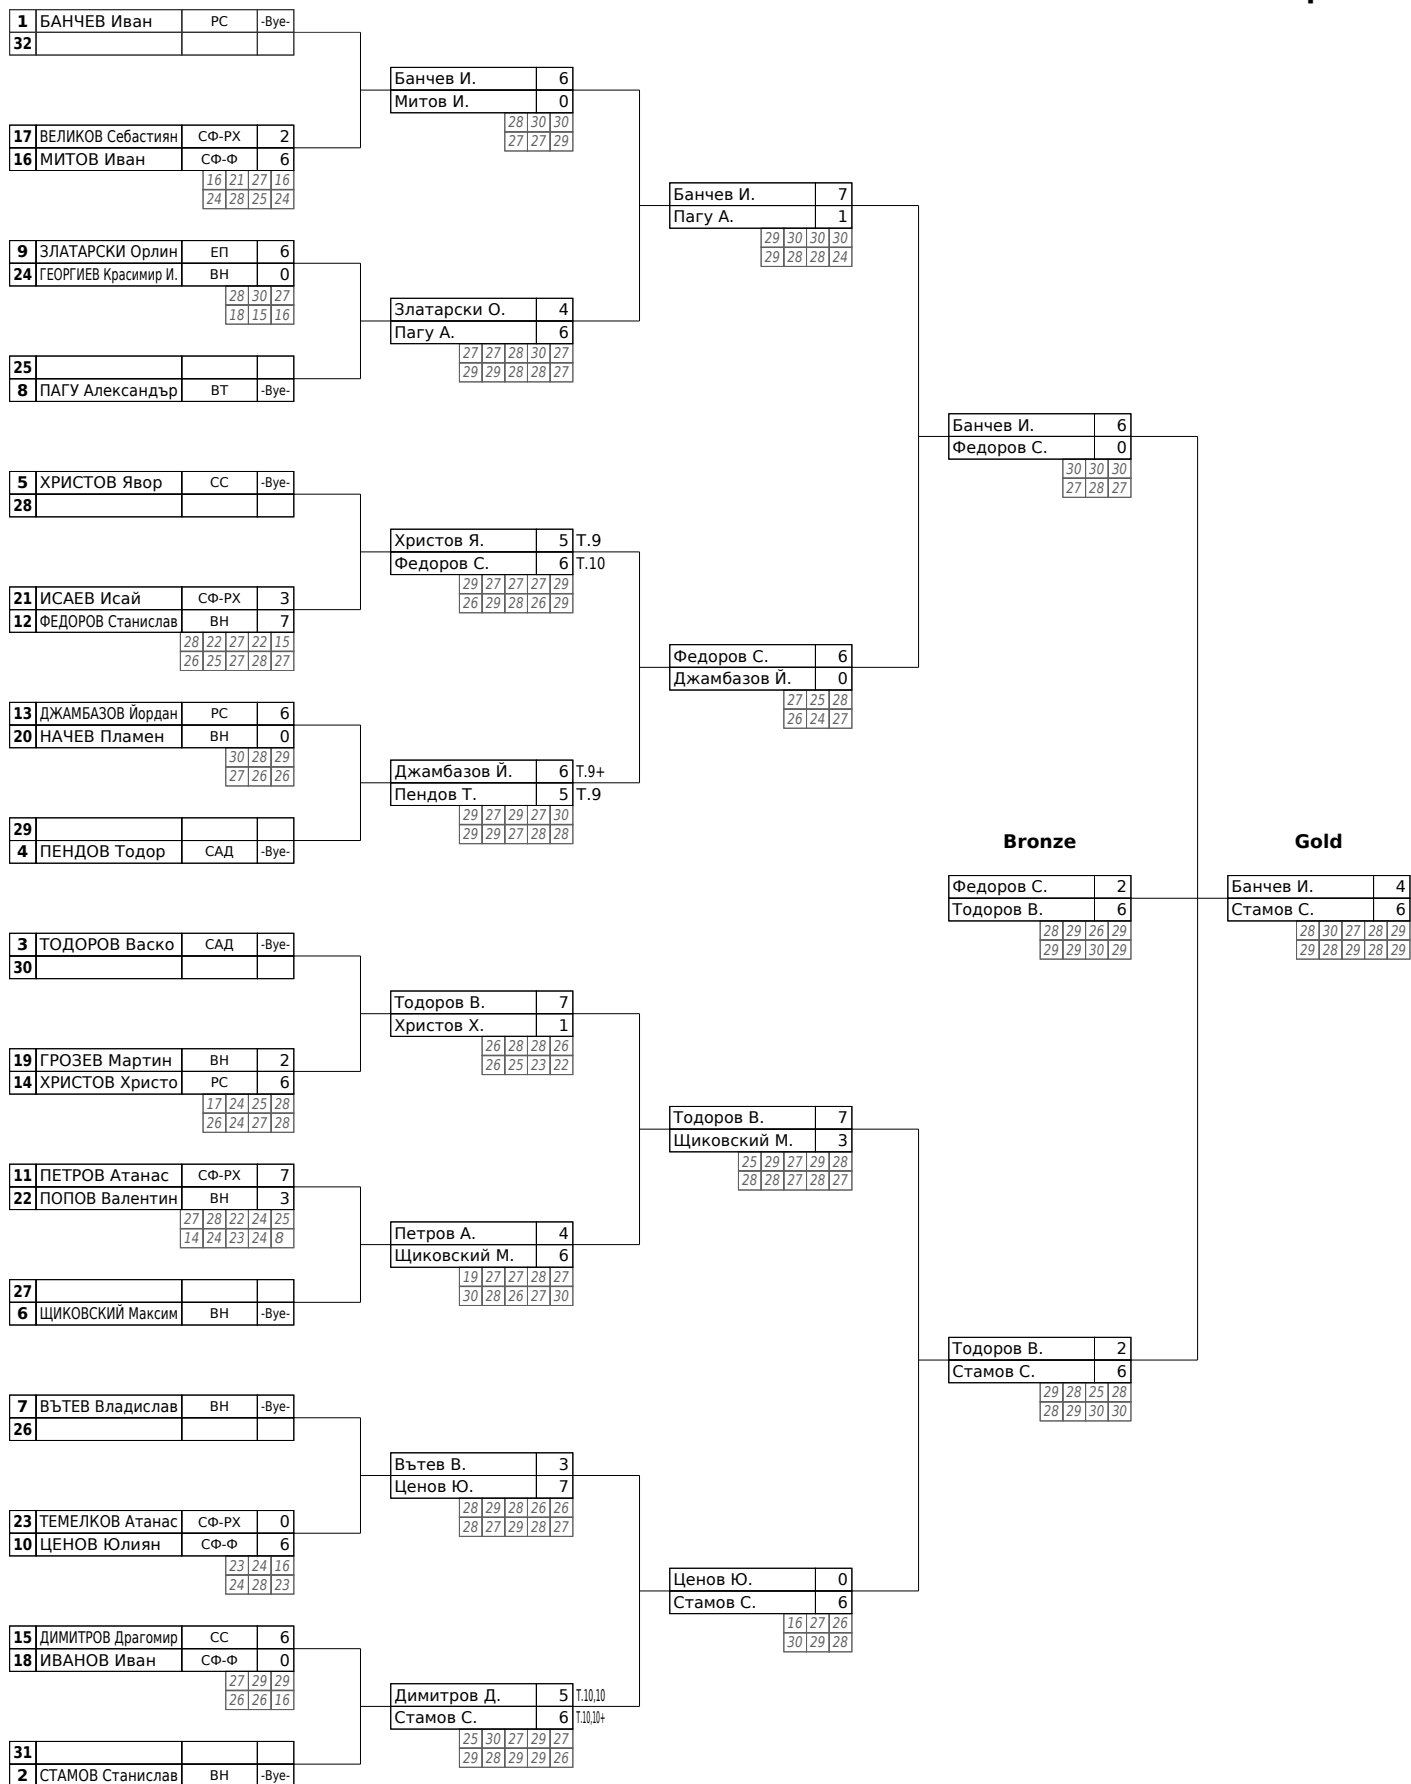 1 БАНЧЕВ Иван РС -Bye-
32
Банчев И. 6
Митов И. 0
28 30 30
27 27 29
17 ВЕЛИКОВ Себастиян СФ-РХ 2
16 МИТОВ Иван СФ-Ф 6
16 21 27 16
24 28 25 24
Банчев И. 7
Пагу А. 1
29 30 30 30
29 28 28 24
9 ЗЛАТАРСКИ Орлин ЕП 6
24 ГЕОРГИЕВ Красимир И. ВН 0
28 30 27
18 15 16
Златарски О. 4
Пагу А. 6
27 27 28 30 27
29 29 28 28 27
25
8 ПАГУ Александър ВТ -Bye-
Банчев И. 6
Федоров С. 0
30 30 30
27 28 27
5 ХРИСТОВ Явор СС -Bye-
28
Христов Я. 5 T.9
Федоров С. 6 T.10
29 27 27 27 29
26 29 28 26 29
21 ИСАЕВ Исай СФ-РХ 3
12 ФЕДОРОВ Станислав ВН 7
28 22 27 22 15
26 25 27 28 27
Федоров С. 6
Джамбазов Й. 0
27 25 28
26 24 27
13 ДЖАМБАЗОВ Йордан РС 6
20 НАЧЕВ Пламен ВН 0
30 28 29
27 26 26
Джамбазов Й. 6 T.9+
Пендов Т. 5 T.9
29 27 29 27 30
29 29 27 28 28
29
4 ПЕНДОВ Тодор САД -Bye-
Bronze Gold
Федоров С. 2 Банчев И. 4
Тодоров В. 6 Стамов С. 6
28 29 26 29 28 30 27 28 29
29 29 30 29 29 28 29 28 29
3 ТОДОРОВ Васко САД -Bye-
30
Тодоров В. 7
Христов Х. 1
26 28 28 26
26 25 23 22
19 ГРОЗЕВ Мартин ВН 2
14 ХРИСТОВ Христо РС 6
17 24 25 28
26 24 27 28
Тодоров В. 7
Щиковский М. 3
25 29 27 29 28
28 28 27 28 27
11 ПЕТРОВ Атанас СФ-РХ 7
22 ПОПОВ Валентин ВН 3
27 28 22 24 25
14 24 23 24 8
Петров А. 4
Щиковский М. 6
19 27 27 28 27
30 28 26 27 30
27
6 ЩИКОВСКИЙ Максим ВН -Bye-
Тодоров В. 2
Стамов С. 6
29 28 25 28
28 29 30 30
7 ВЪТЕВ Владислав ВН -Bye-
26
Вътев В. 3
Ценов Ю. 7
28 29 28 26 26
28 27 29 28 27
23 ТЕМЕЛКОВ Атанас СФ-РХ 0
10 ЦЕНОВ Юлиян СФ-Ф 6
23 24 16
24 28 23
Ценов Ю. 0
Стамов С. 6
16 27 26
30 29 28
15 ДИМИТРОВ Драгомир СС 6
18 ИВАНОВ Иван СФ-Ф 0
27 29 29
26 26 16
Димитров Д. 5 T.10,10
Стамов С. 6 T.10,10+
25 30 27 29 27
29 28 29 29 26
31
2 СТАМОВ Станислав ВН -Bye-